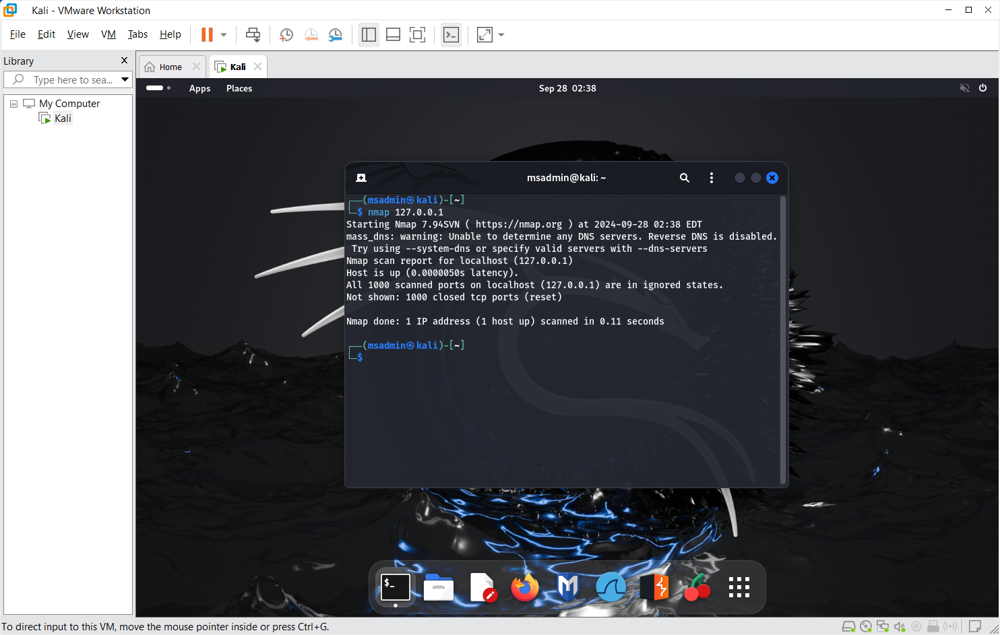 Kali - VMware Workstation
File Edit View VM Tabs Help
Library
Type here to sea...
My Computer
Kali
Home
Kali
Apps Places Sep 28 02:38
msadmin@kali: ~
┌──(msadmin㉿kali)-[~]
└─$ nmap 127.0.0.1
Starting Nmap 7.94SVN ( https://nmap.org ) at 2024-09-28 02:38 EDT
mass_dns: warning: Unable to determine any DNS servers. Reverse DNS is disabled.
Try using --system-dns or specify valid servers with --dns-servers
Nmap scan report for localhost (127.0.0.1)
Host is up (0.0000050s latency).
All 1000 scanned ports on localhost (127.0.0.1) are in ignored states.
Not shown: 1000 closed tcp ports (reset)
Nmap done: 1 IP address (1 host up) scanned in 0.11 seconds
┌──(msadmin㉿kali)-[~]
└─$
$_
To direct input to this VM, move the mouse pointer inside or press Ctrl+G.